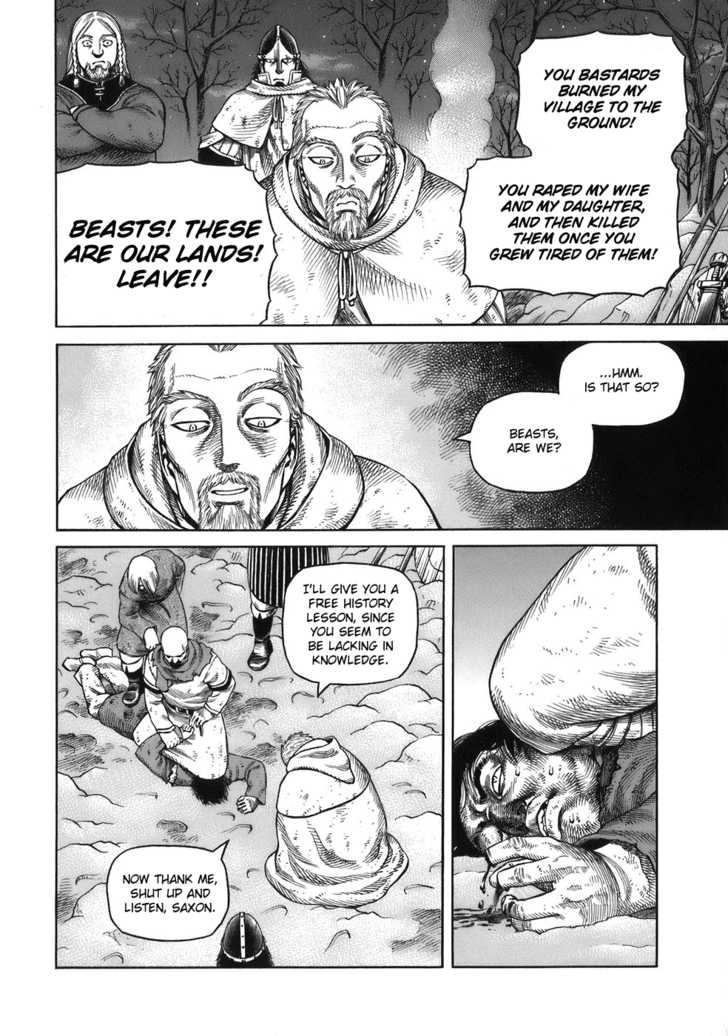 YOU BASTARDS
BURNED MY
VILLAGE TO THE
GROUND!
YOU RAPED MY WIFE
AND MY DAUGHTER,
AND THEN KILLED
THEM ONCE YOU
GREW TIRED OF THEM!
BEASTS! THESE
ARE OUR LANDS!
LEAVE!!
...HMM.
IS THAT SO?
BEASTS,
ARE WE?
I'LL GIVE YOU A
FREE HISTORY
LESSON, SINCE
YOU SEEM TO
BE LACKING IN
KNOWLEDGE.
NOW THANK ME,
SHUT UP AND
LISTEN, SAXON.